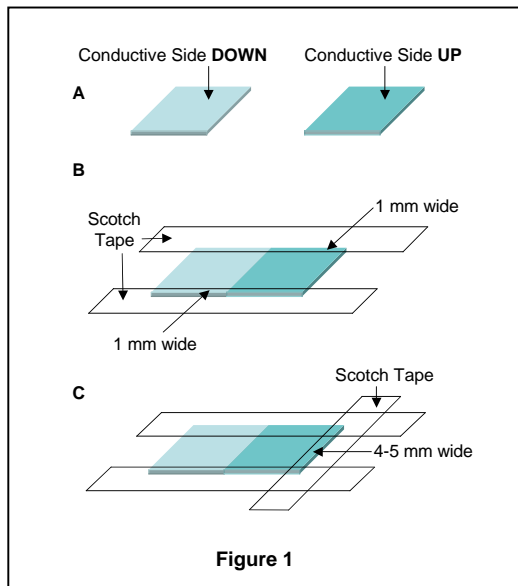 Conductive Side DOWN
Conductive Side UP
A
B
Scotch
Tape
1 mm wide
1 mm wide
C
Scotch Tape
4-5 mm wide
Figure 1